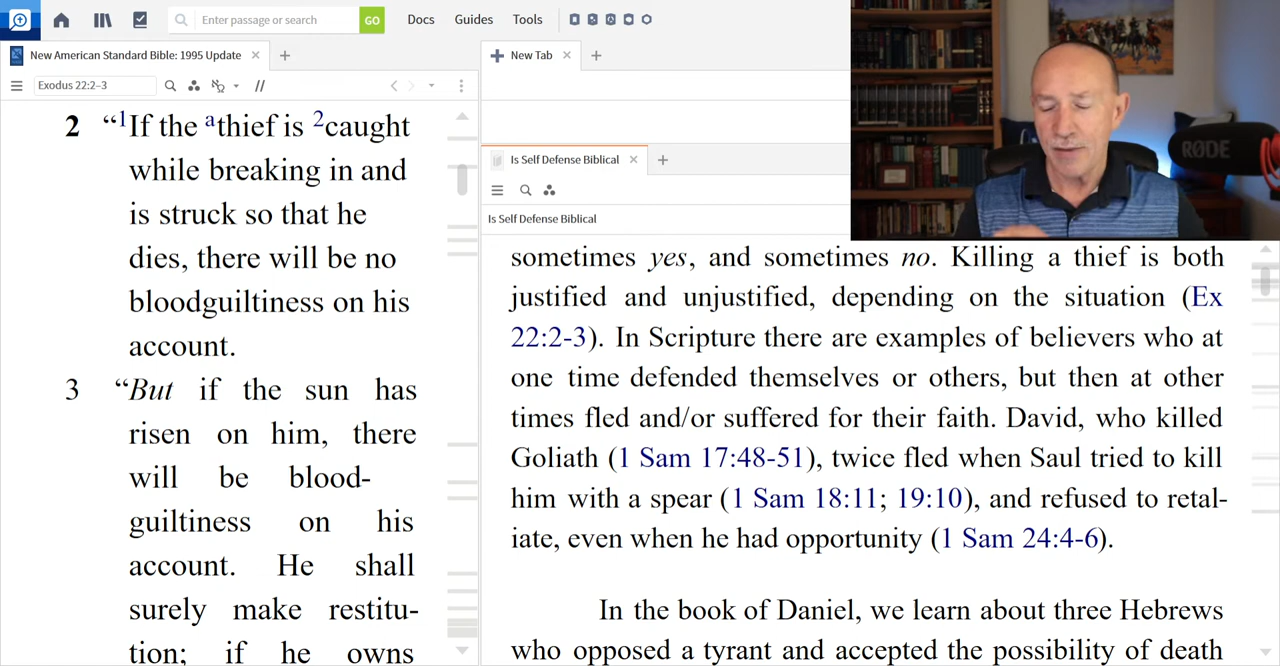 Enter passage or search
GO
Docs
Guides
Tools
New American Standard Bible: 1995 Update
New Tab
Exodus 22:2–3
2 “1If the athief is 2caught
while breaking in and
is struck so that he
dies, there will be no
bloodguiltiness on his
account.
3 “But if the sun has
risen on him, there
will be blood-
guiltiness on his
account. He shall
surely make restitu-
tion; if he owns
Is Self Defense Biblical
Is Self Defense Biblical
sometimes yes, and sometimes no. Killing a thief is both
justified and unjustified, depending on the situation (Ex
22:2-3). In Scripture there are examples of believers who at
one time defended themselves or others, but then at other
times fled and/or suffered for their faith. David, who killed
Goliath (1 Sam 17:48-51), twice fled when Saul tried to kill
him with a spear (1 Sam 18:11; 19:10), and refused to retal-
iate, even when he had opportunity (1 Sam 24:4-6).
In the book of Daniel, we learn about three Hebrews
who opposed a tyrant and accepted the possibility of death
RØDE